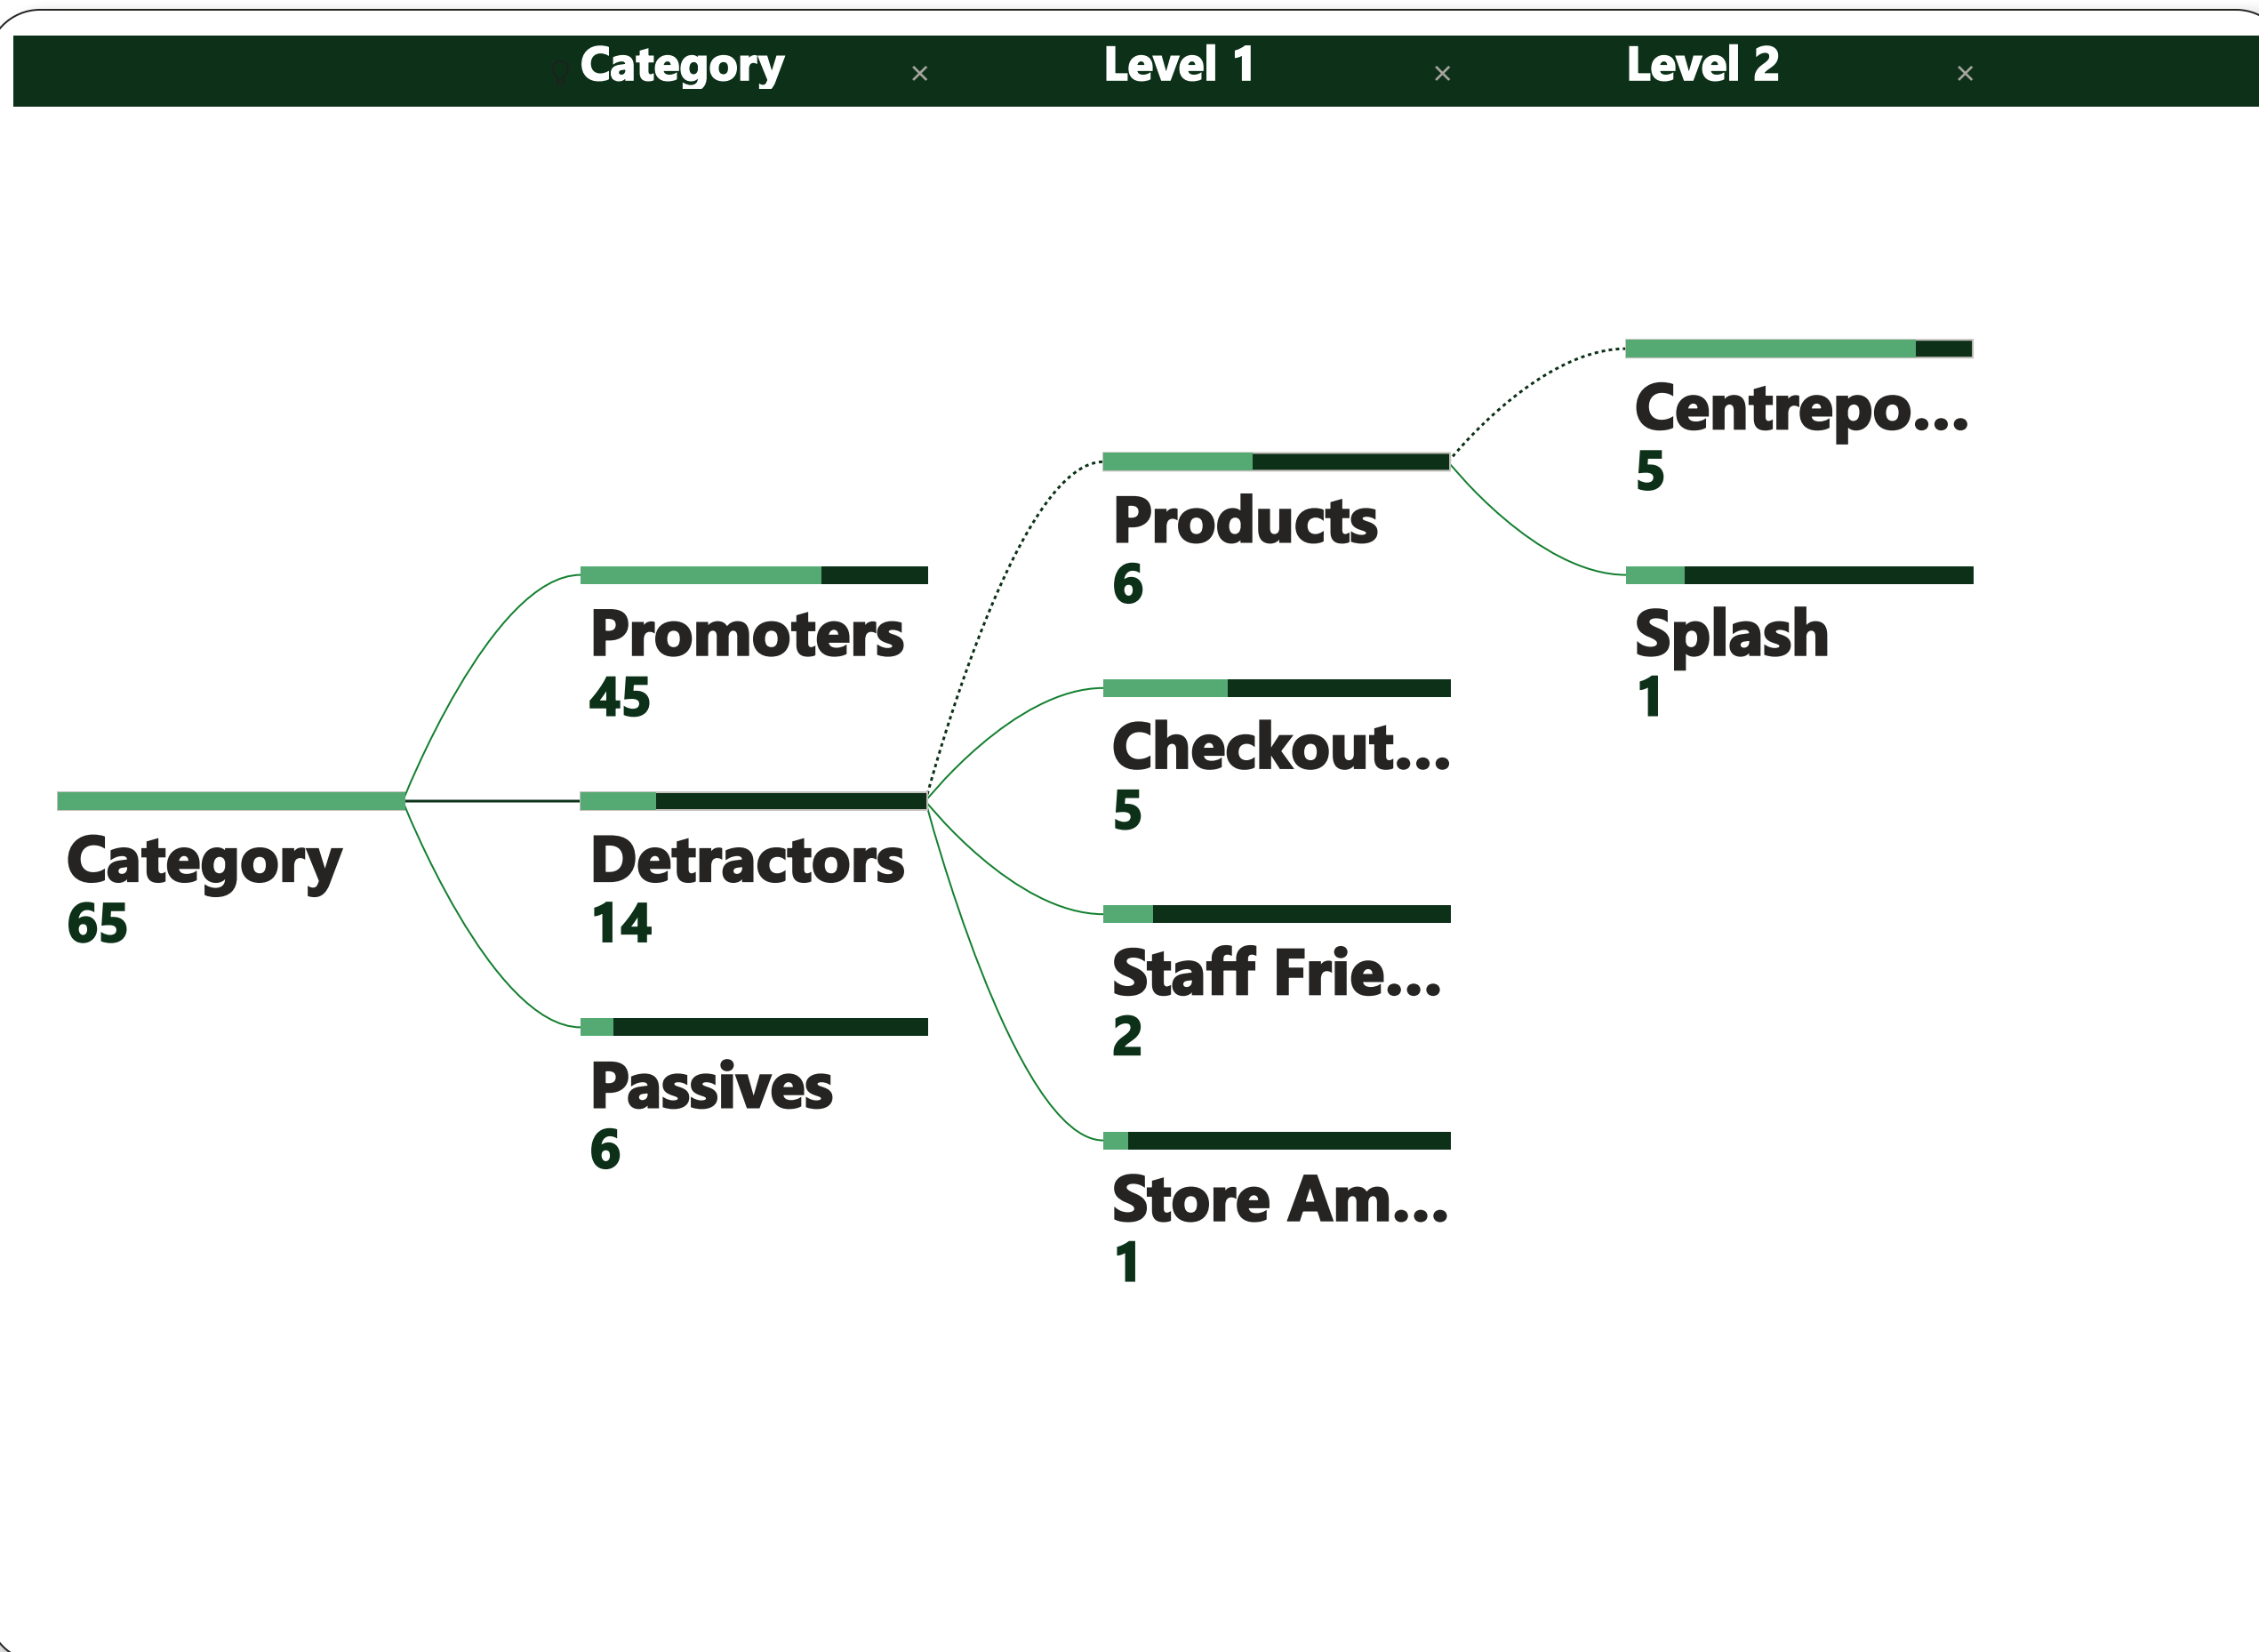 Category
Level 1
Level 2
Category
65
Promoters
45
Detractors
14
Passives
6
Products
6
Checkout...
5
Staff Frie...
2
Store Am...
1
Centrepo...
5
Splash
1